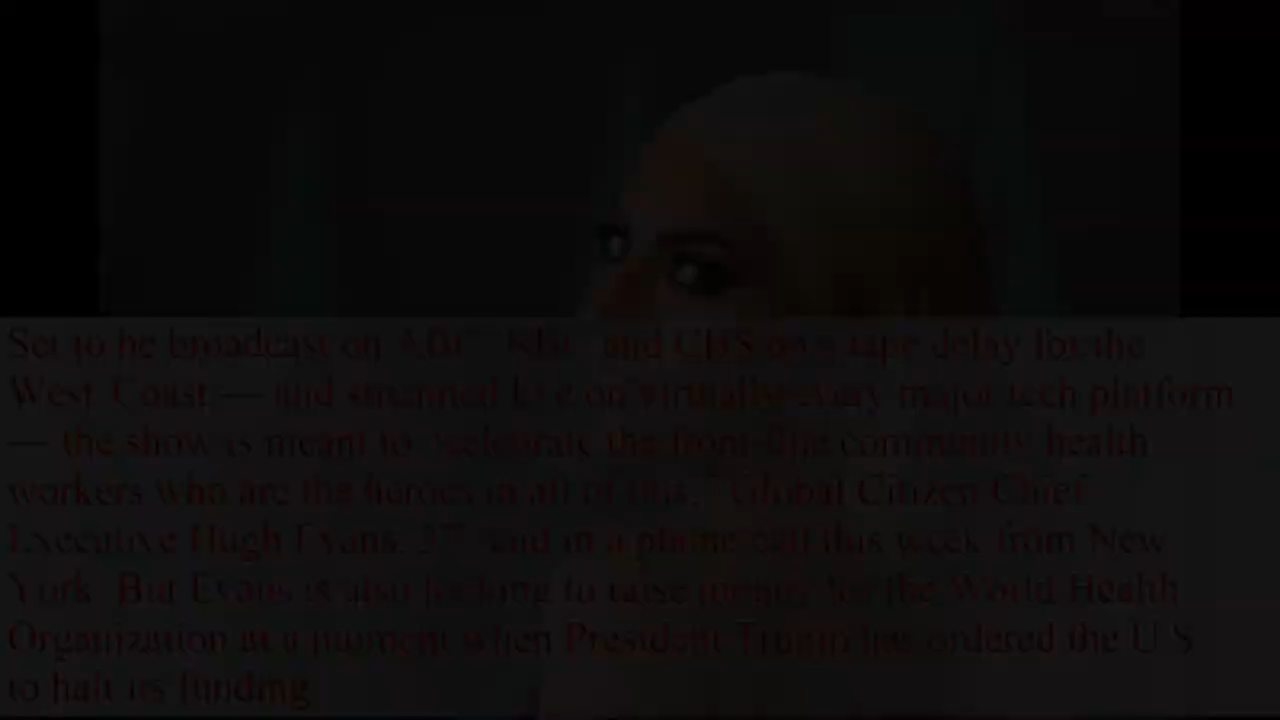 Set to be broadcast on ABC, NBC and CBS on a tape delay for the
West Coast — and streamed live on virtually every major tech platform
— the show is meant to “celebrate the front-line community health
workers who are the heroes in all of this,” Global Citizen Chief
Executive Hugh Evans, 37, said in a phone call this week from New
York. But Evans is also looking to raise money for the World Health
Organization at a moment when President Trump has ordered the U.S.
to halt its funding.